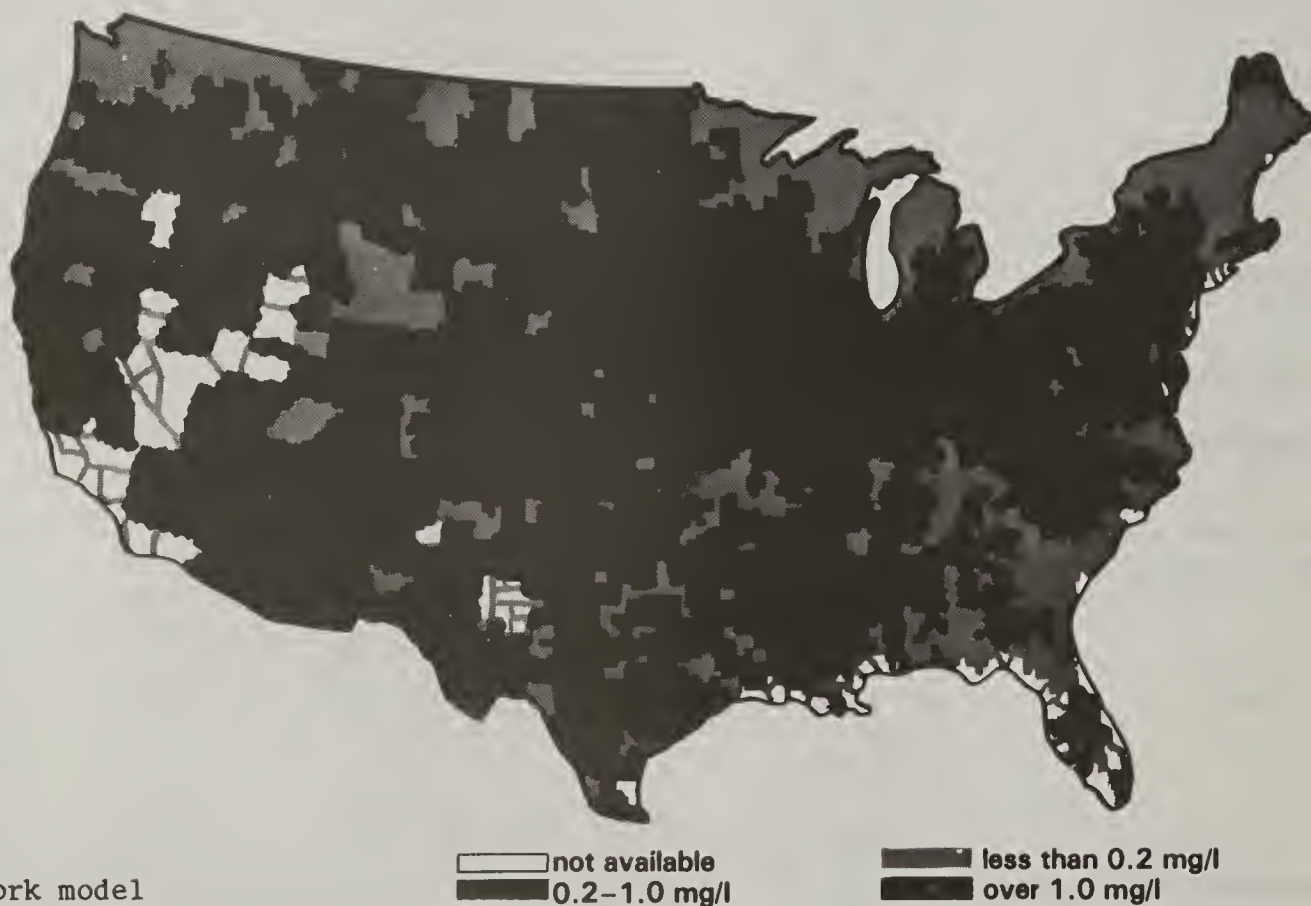 not available
less than 0.2 mg/l
ork model
0.2-1.0 mg/l
over 1.0 mg/l